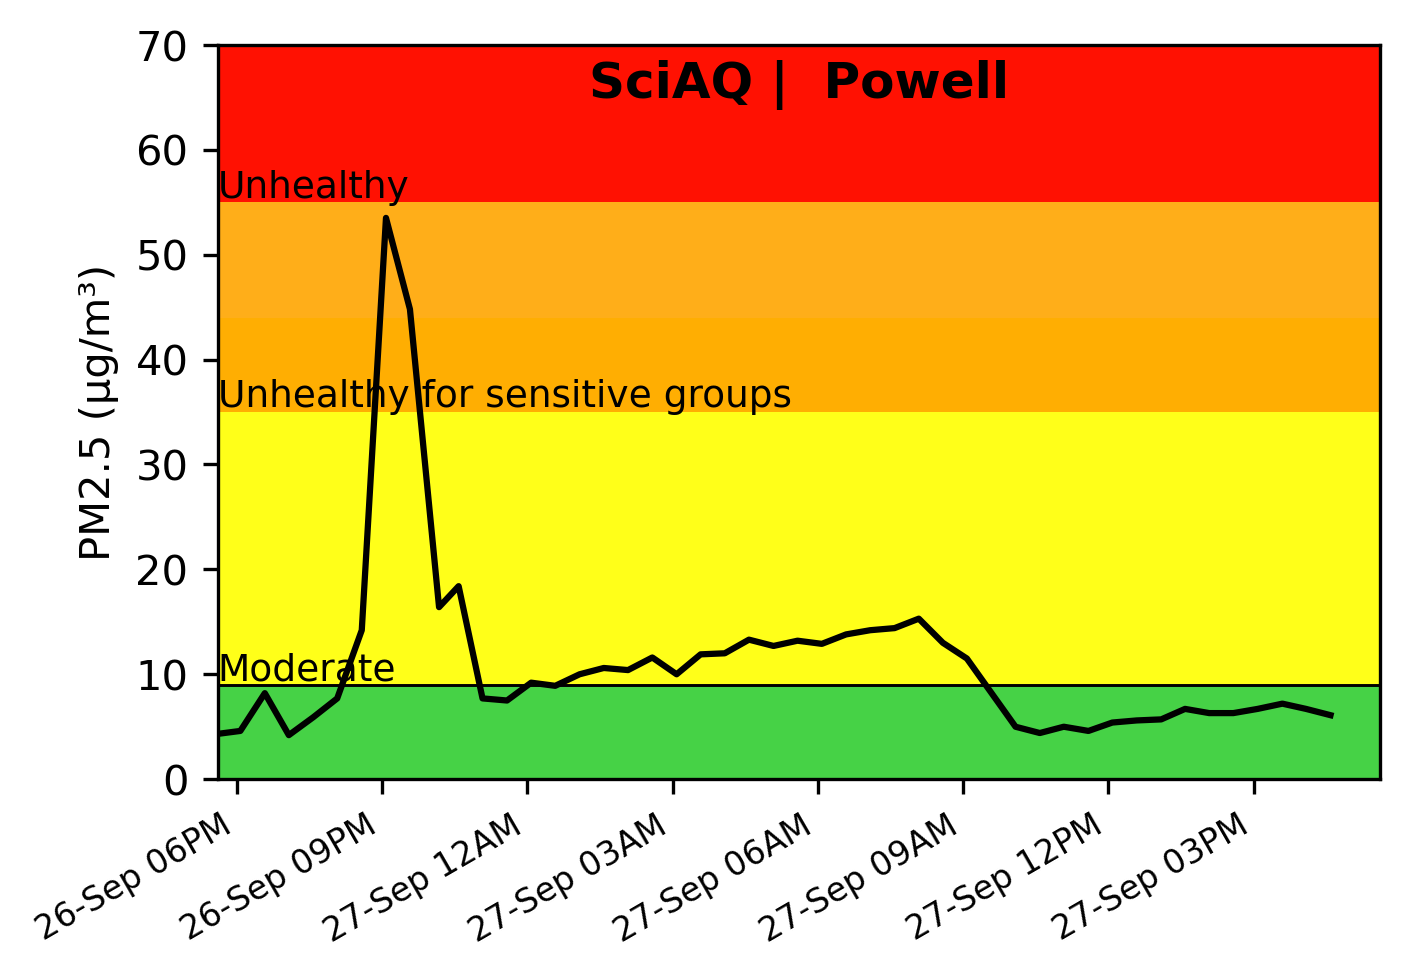 SciAQ | Powell
70
60
50
40
30
20
10
0
PM2.5 (µg/m³)
Unhealthy
Unhealthy for sensitive groups
Moderate
26-Sep 06PM
26-Sep 09PM
27-Sep 12AM
27-Sep 03AM
27-Sep 06AM
27-Sep 09AM
27-Sep 12PM
27-Sep 03PM